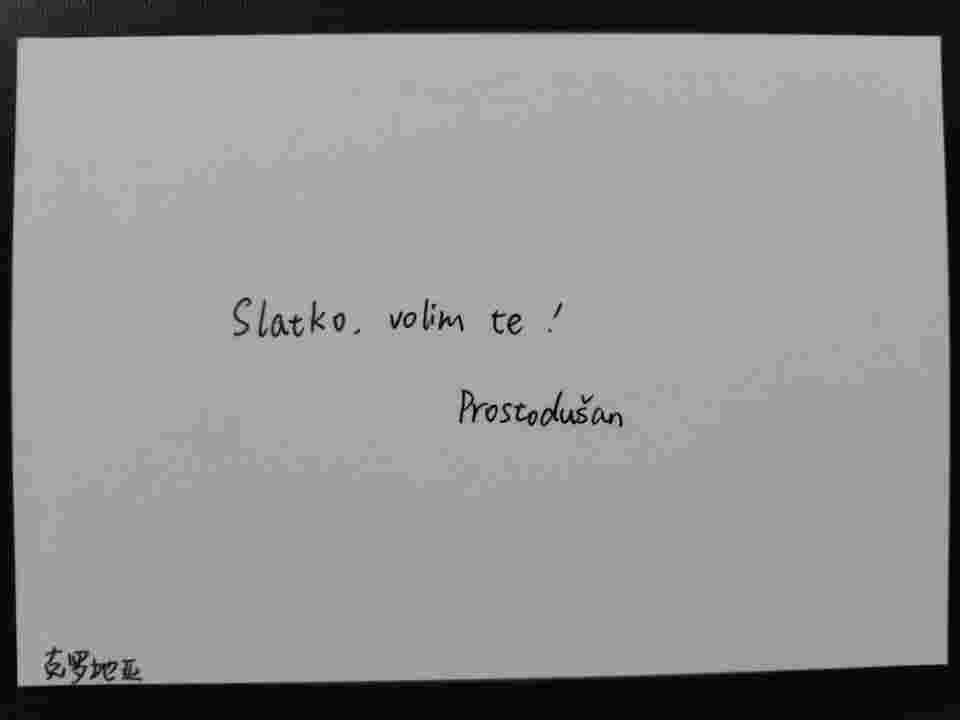 Slatko, volim te!
Prostodušan
克罗地亚